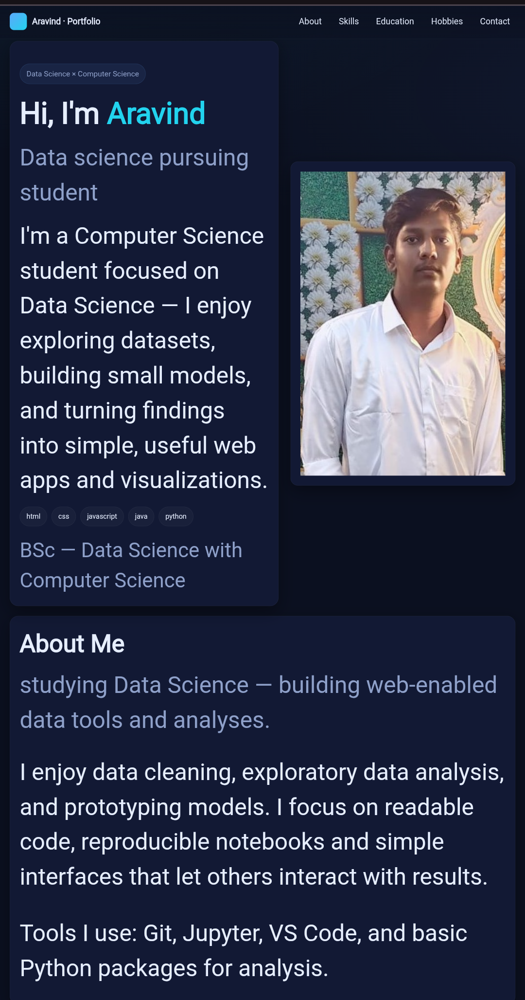 Aravind · Portfolio
About Skills Education Hobbies Contact
Data Science × Computer Science
Hi, I'm Aravind
Data science pursuing
student
I'm a Computer Science
student focused on
Data Science — I enjoy
exploring datasets,
building small models,
and turning findings
into simple, useful web
apps and visualizations.
html css javascript java python
BSc — Data Science with
Computer Science
About Me
studying Data Science — building web-enabled
data tools and analyses.
I enjoy data cleaning, exploratory data analysis,
and prototyping models. I focus on readable
code, reproducible notebooks and simple
interfaces that let others interact with results.
Tools I use: Git, Jupyter, VS Code, and basic
Python packages for analysis.